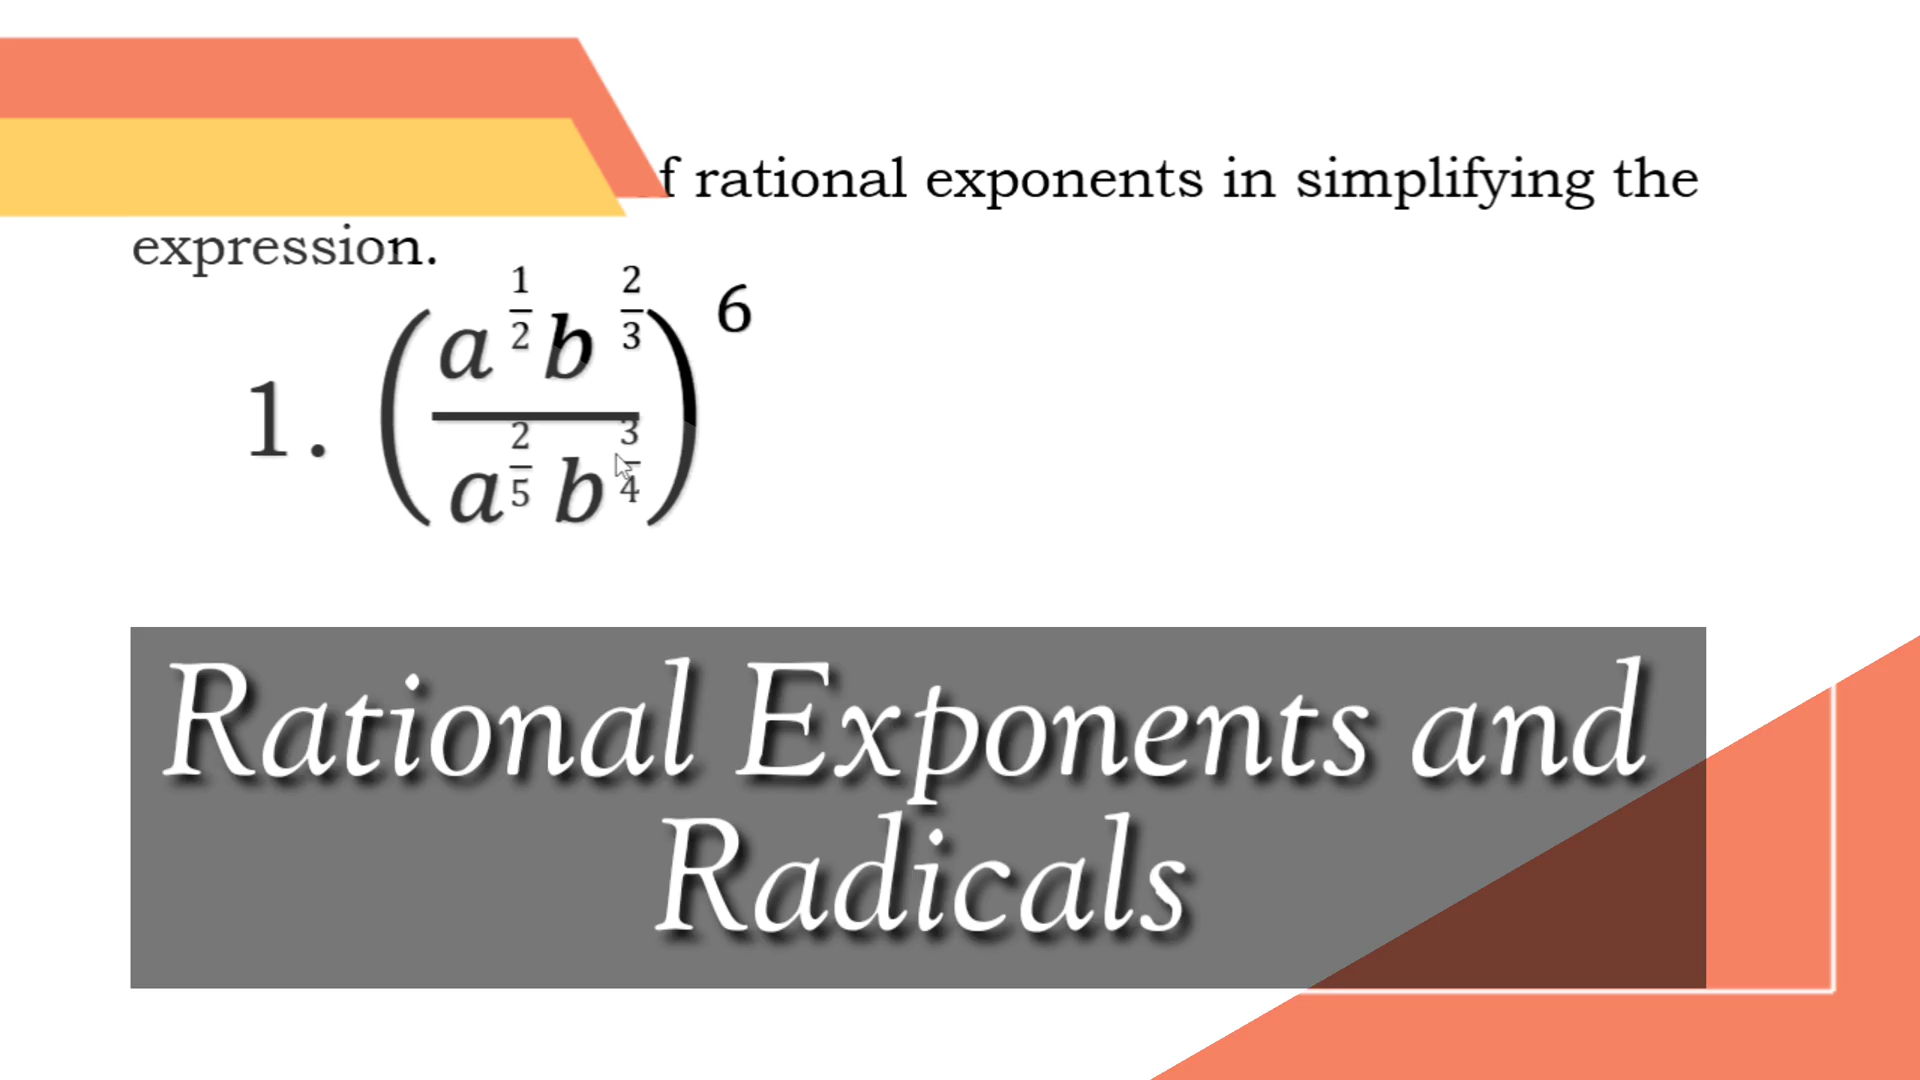 f rational exponents in simplifying the
expression.
1. (a^{1/2} b^{2/3} / a^{2/5} b^{3/4})^6
Rational Exponents and
Radicals